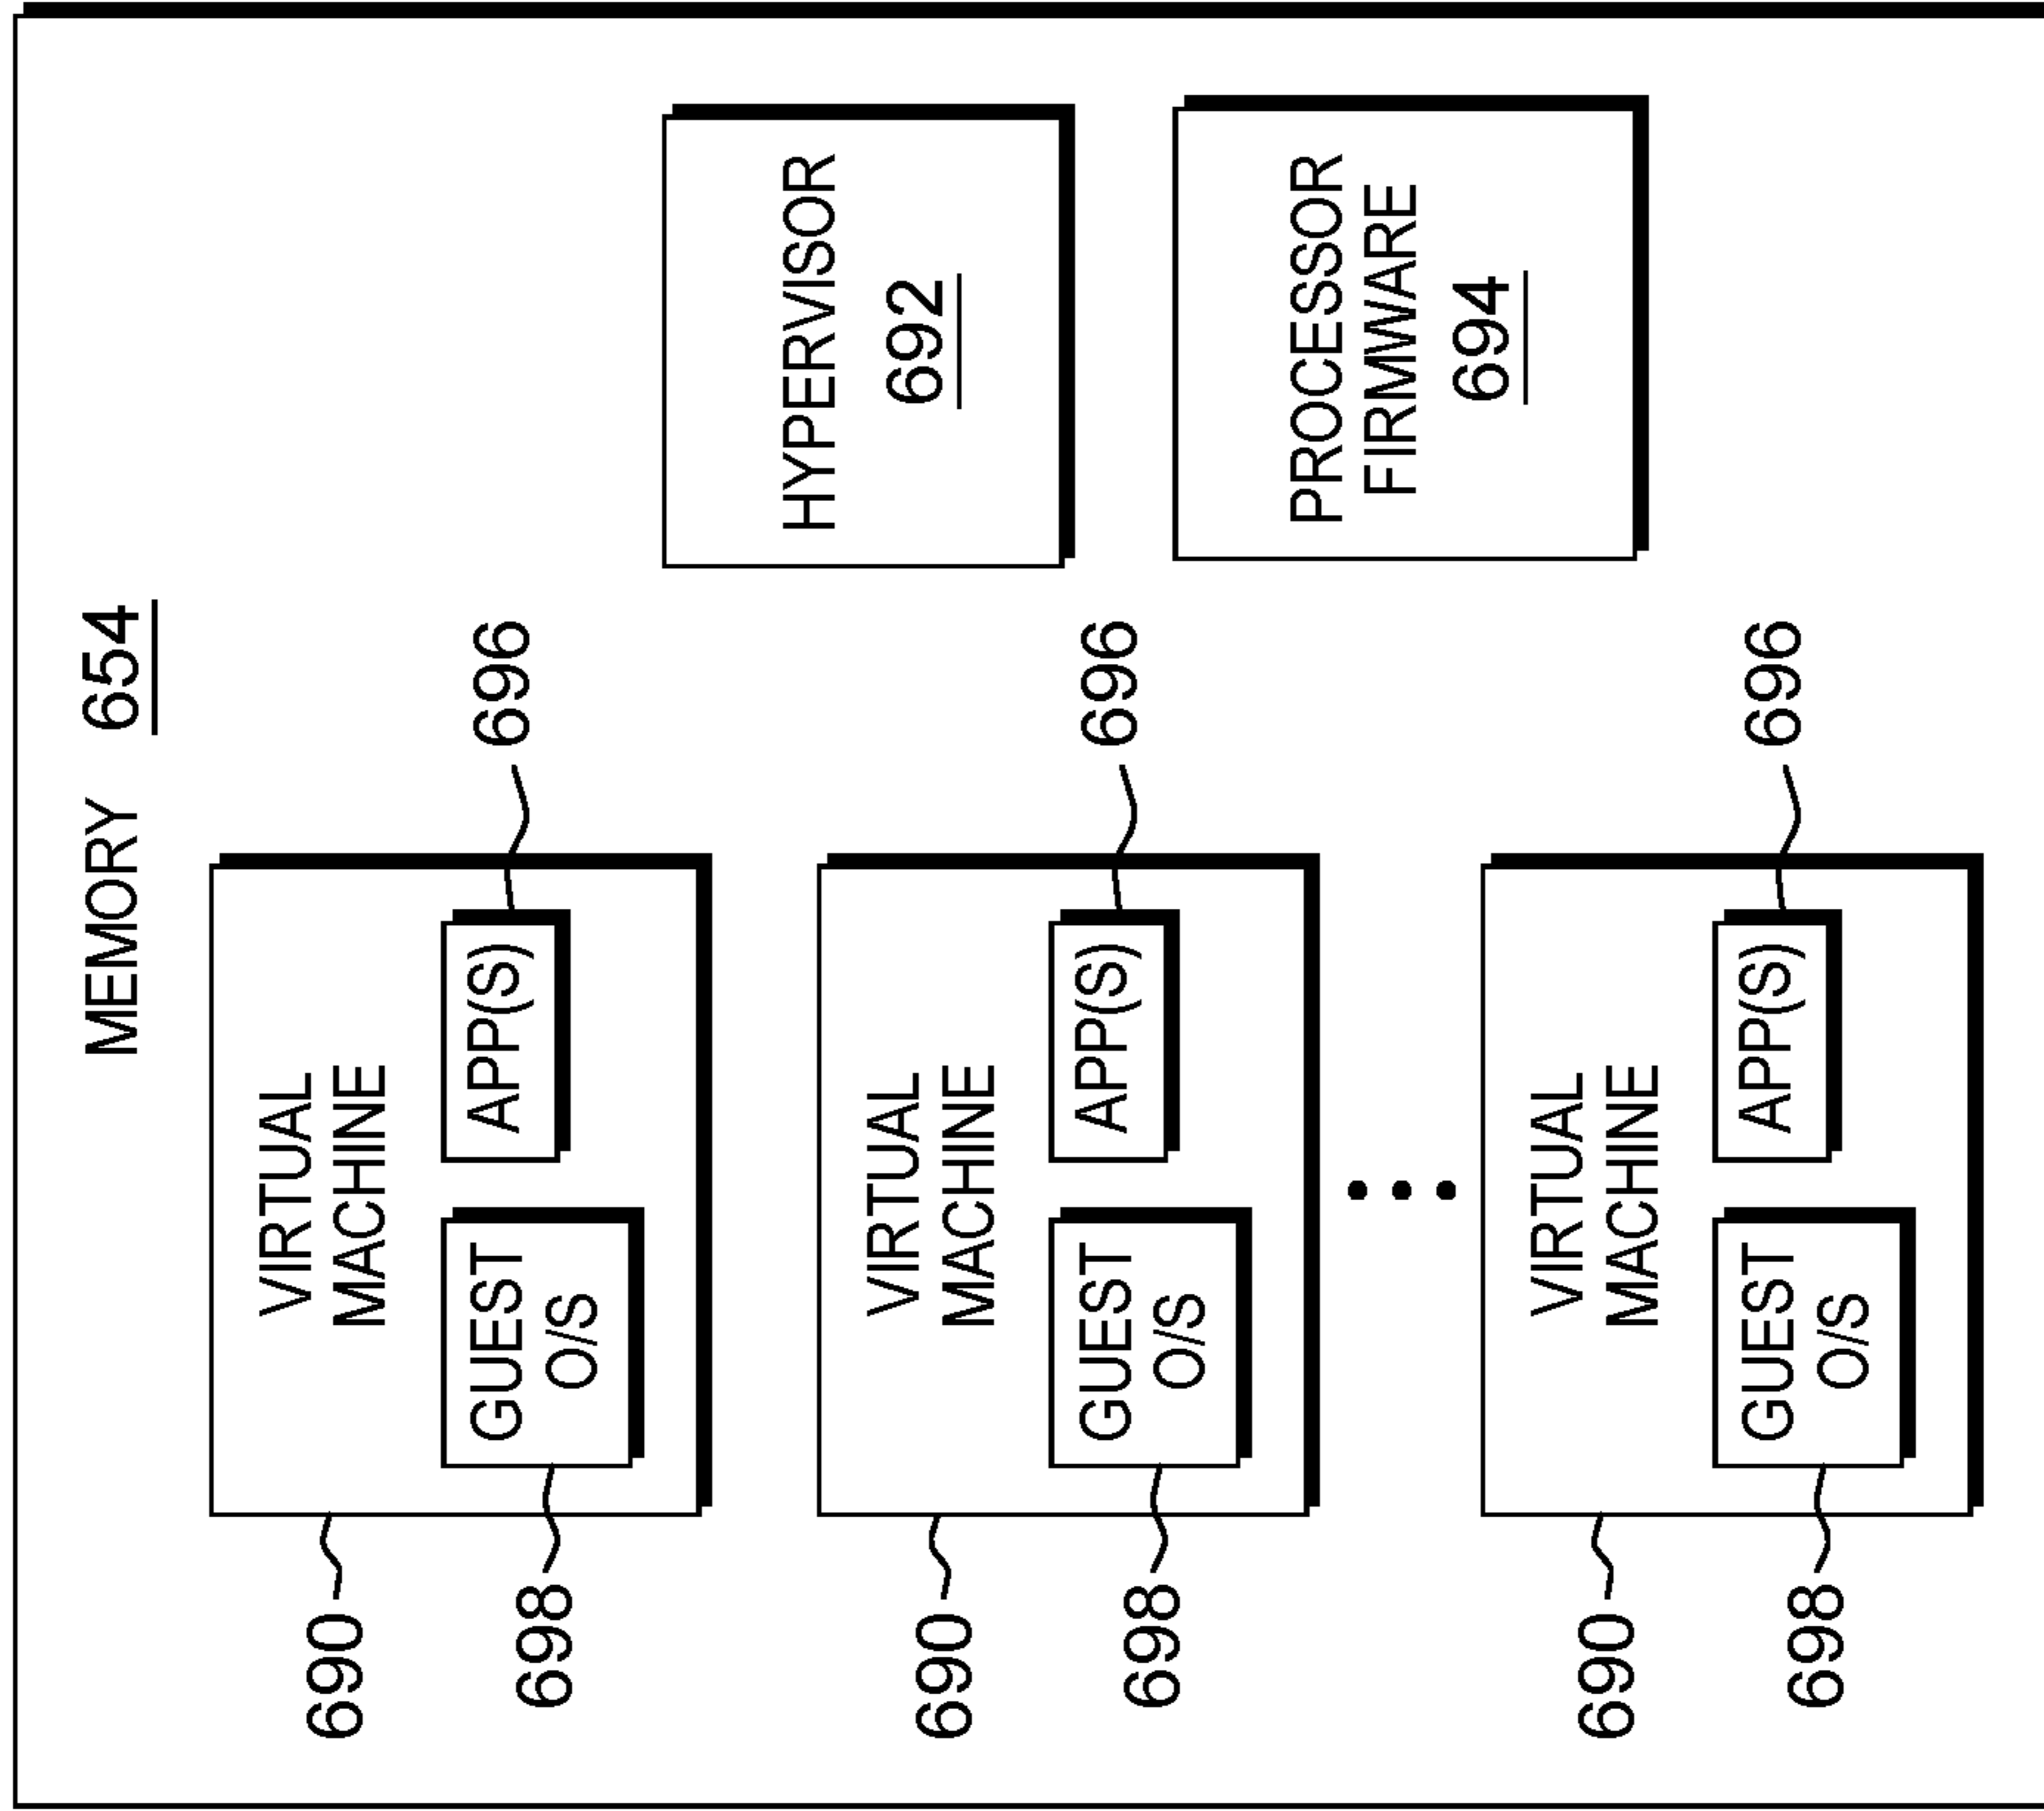 MEMORY 654
VIRTUAL
MACHINE
GUEST
O/S
APP(S)
690
698
696
VIRTUAL
MACHINE
GUEST
O/S
APP(S)
690
698
696
VIRTUAL
MACHINE
GUEST
O/S
APP(S)
690
698
696
HYPERVISOR
692
PROCESSOR
FIRMWARE
694